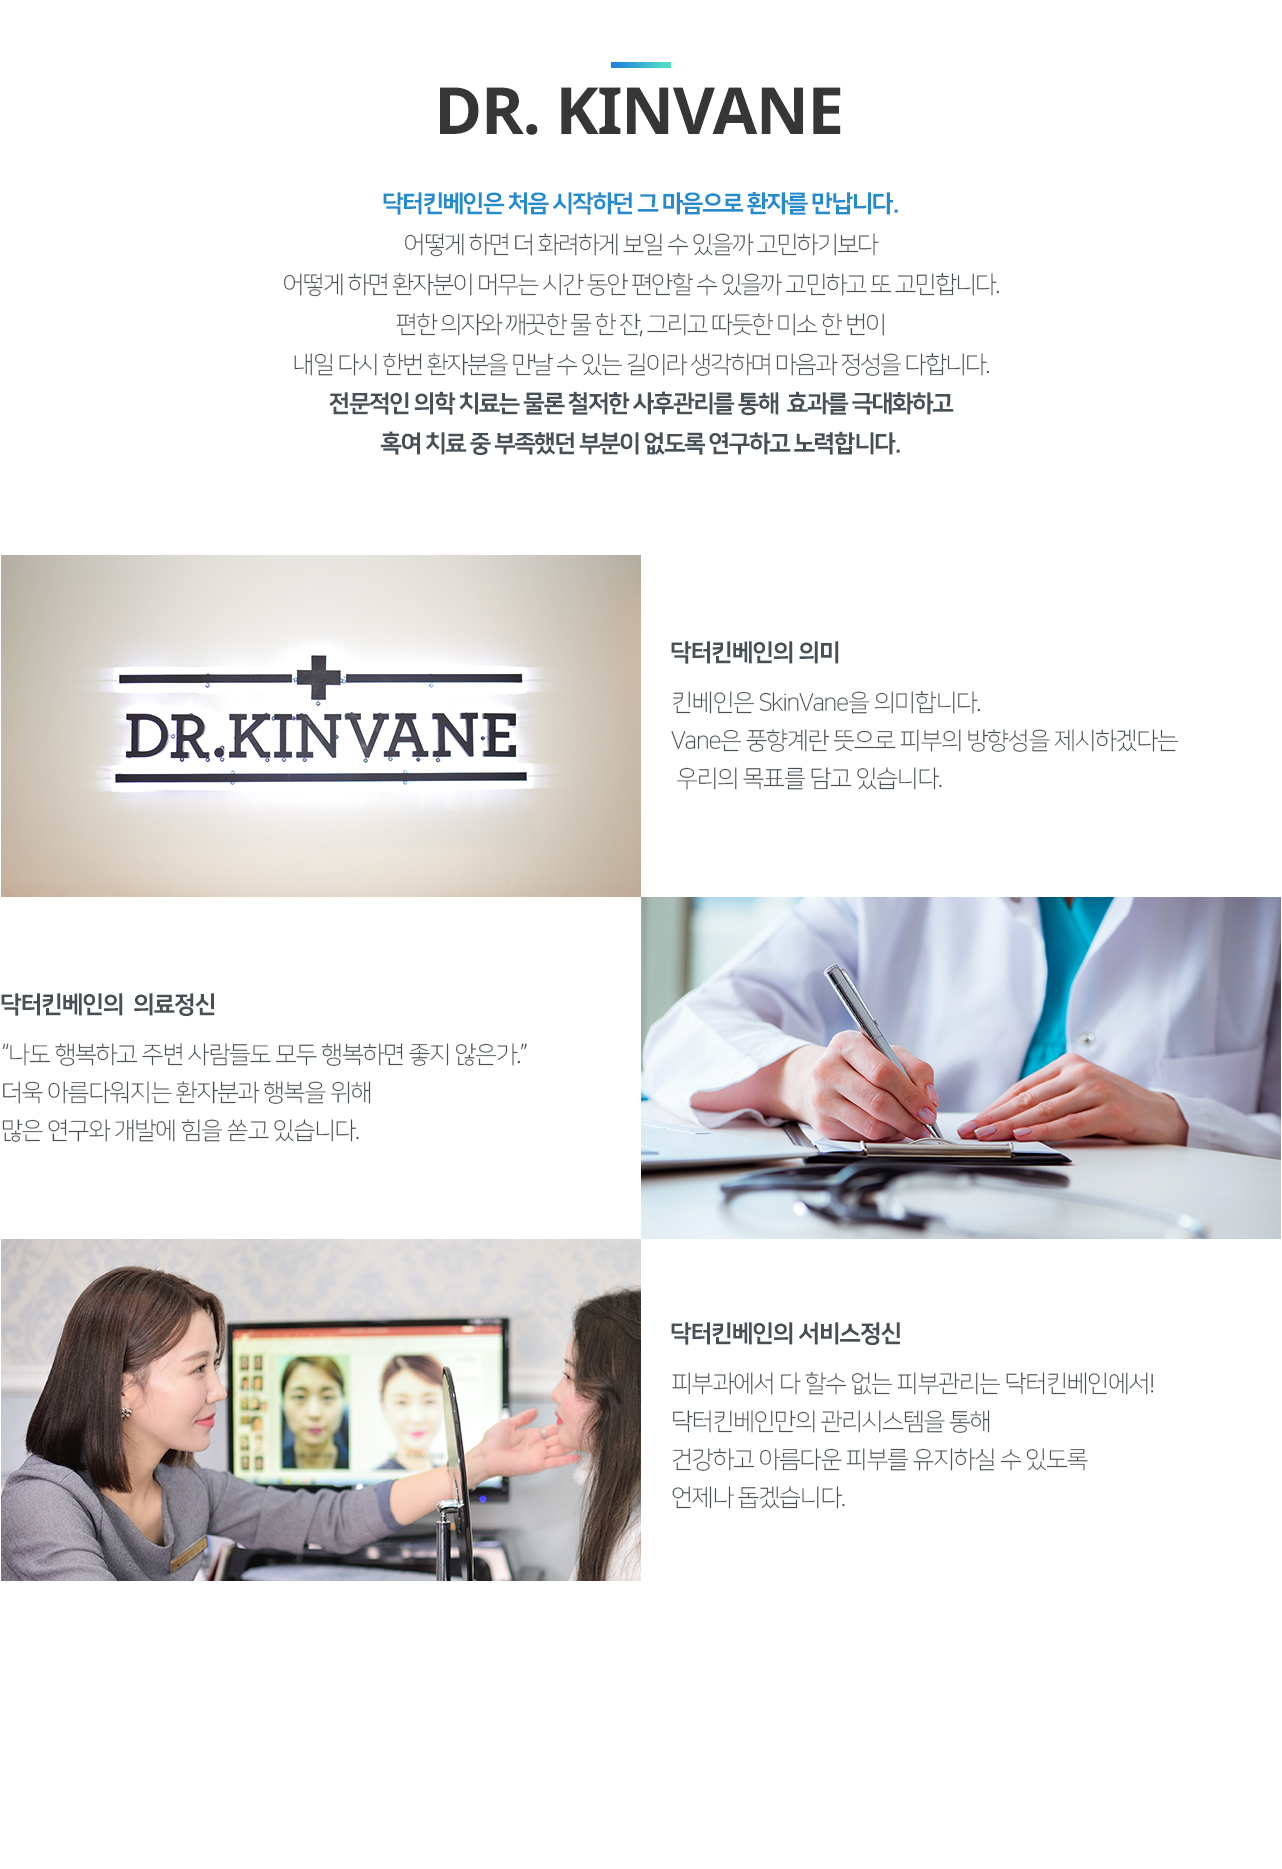 DR. KINVANE
닥터킨베인은 처음 시작하던 그 마음으로 환자를 만납니다.
어떻게 하면 더 화려하게 보일 수 있을까 고민하기보다
어떻게 하면 환자분이 머무는 시간 동안 편안할 수 있을까 고민하고 또 고민합니다.
편한 의자와 깨끗한 물 한 잔, 그리고 따듯한 미소 한 번이
내일 다시 한번 환자분을 만날 수 있는 길이라 생각하며 마음과 정성을 다합니다.
전문적인 의학 치료는 물론 철저한 사후관리를 통해 효과를 극대화하고
혹여 치료 중 부족했던 부분이 없도록 연구하고 노력합니다.
DR.KINVANE
닥터킨베인의 의미
킨베인은 SkinVane을 의미합니다.
Vane은 풍향계란 뜻으로 피부의 방향성을 제시하겠다는
우리의 목표를 담고 있습니다.
닥터킨베인의 의료정신
“나도 행복하고 주변 사람들도 모두 행복하면 좋지 않은가.”
더욱 아름다워지는 환자분과 행복을 위해
많은 연구와 개발에 힘을 쏟고 있습니다.
닥터킨베인의 서비스정신
피부과에서 다 할수 없는 피부관리는 닥터킨베인에서!
닥터킨베인만의 관리시스템을 통해
건강하고 아름다운 피부를 유지하실 수 있도록
언제나 돕겠습니다.